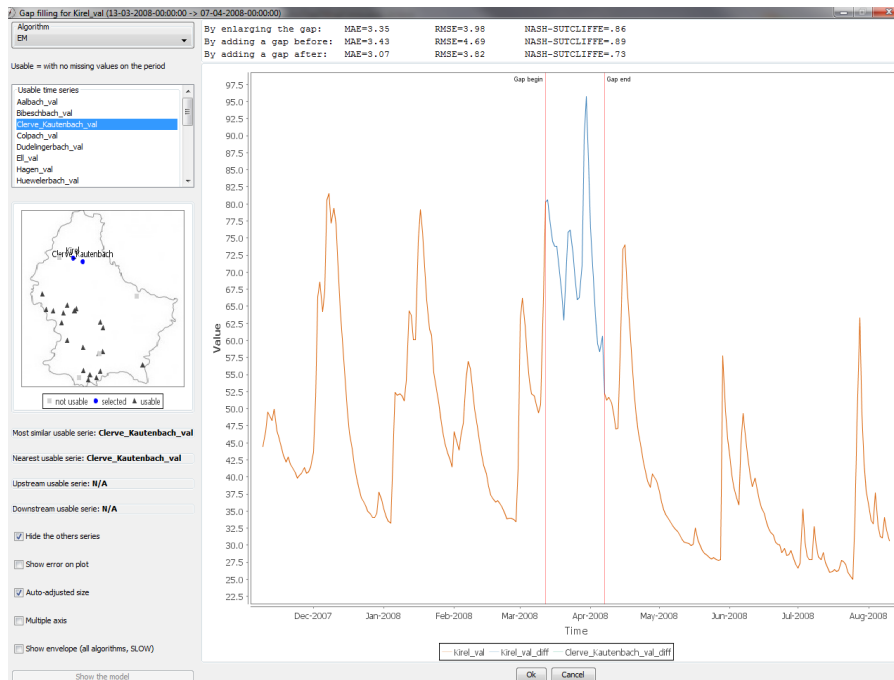 Gap filling for Kirel_val (13-03-2008-00:00:00 -> 07-04-2008-00:00:00)
Algorithm
EM
Usable = with no missing values on the period
Usable time series
Aalbach_val
Bibeschbach_val
Clerve_Kautenbach_val
Colpach_val
Dudelingerbach_val
Ell_val
Hagen_val
Huewelerbach_val
Kirel
Clerve_Kautenbach
not usable selected usable
Most similar usable serie: Clerve_Kautenbach_val
Nearest usable serie: Clerve_Kautenbach_val
Upstream usable serie: N/A
Downstream usable serie: N/A
Hide the others series
Show error on plot
Auto-adjusted size
Multiple axis
Show envelope (all algorithms, SLOW)
Show the model
By enlarging the gap: MAE=3.35 RMSE=3.98 NASH-SUTCLIFFE=.86
By adding a gap before: MAE=3.43 RMSE=4.69 NASH-SUTCLIFFE=.89
By adding a gap after: MAE=3.07 RMSE=3.82 NASH-SUTCLIFFE=.73
Gap begin Gap end
97.5
95.0
92.5
90.0
87.5
85.0
82.5
80.0
77.5
75.0
72.5
70.0
67.5
65.0
62.5
60.0
57.5
55.0
52.5
50.0
47.5
45.0
42.5
40.0
37.5
35.0
32.5
30.0
27.5
25.0
22.5
Value
Dec-2007 Jan-2008 Feb-2008 Mar-2008 Apr-2008 May-2008 Jun-2008 Jul-2008 Aug-2008
Time
Kirel_val Kirel_val_diff Clerve_Kautenbach_val_diff
Ok Cancel